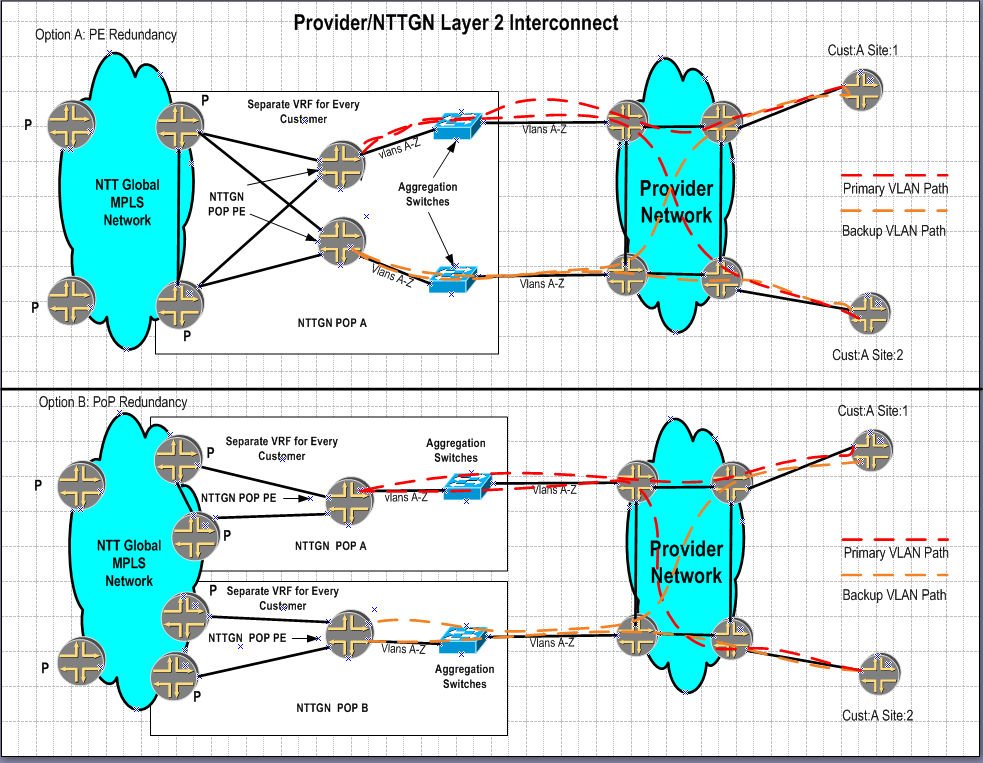 Provider/NTTGN Layer 2 Interconnect
Option A: PE Redundancy
Cust:A Site:1
P
P
Separate VRF for Every
Customer
vlans A-Z
Vlans A-Z
NTT Global
MPLS
Network
NTTGN
POP PE
Aggregation
Switches
Provider
Network
Primary VLAN Path
Backup VLAN Path
Vlans A-Z
Vlans A-Z
P
P
NTTGN POP A
Cust:A Site:2
Option B: PoP Redundancy
Cust:A Site:1
P
P
Separate VRF for Every
Customer
Aggregation
Switches
NTTGN POP PE
vlans A-Z
Vlans A-Z
P
NTTGN POP A
NTT Global
MPLS
Network
Provider
Network
Primary VLAN Path
Backup VLAN Path
P
Separate VRF for Every
Customer
NTTGN POP PE
Vlans A-Z
Vlans A-Z
P
P
Aggregation
Switches
NTTGN POP B
Cust:A Site:2